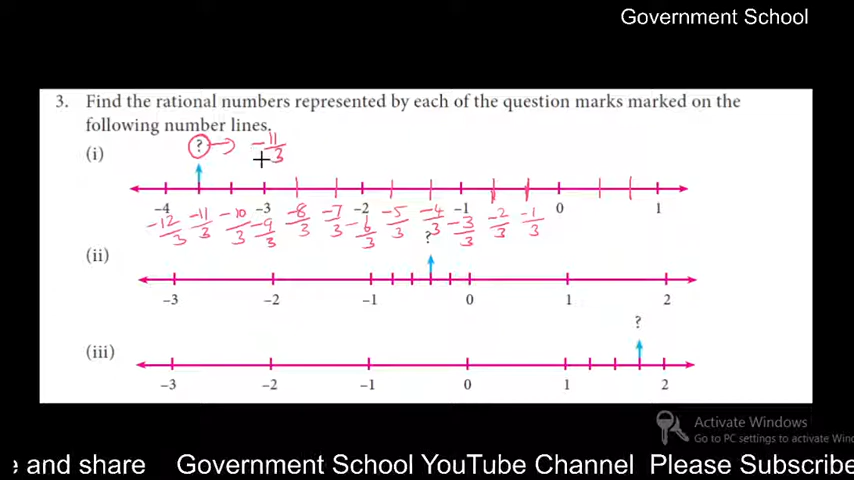 Government School
3. Find the rational numbers represented by each of the question marks marked on the
following number lines.
(i) ? → -11/3
-4 -3 -2 -1 0 1
-12/3 -11/3 -10/3 -9/3 -8/3 -7/3 -6/3 -5/3 -4/3 -3/3 -2/3 -1/3
(ii) ?
-3 -2 -1 0 1 2
(iii) ?
-3 -2 -1 0 1 2
Activate Windows
Go to PC settings to activate Win
e and share Government School YouTube Channel Please Subscribe